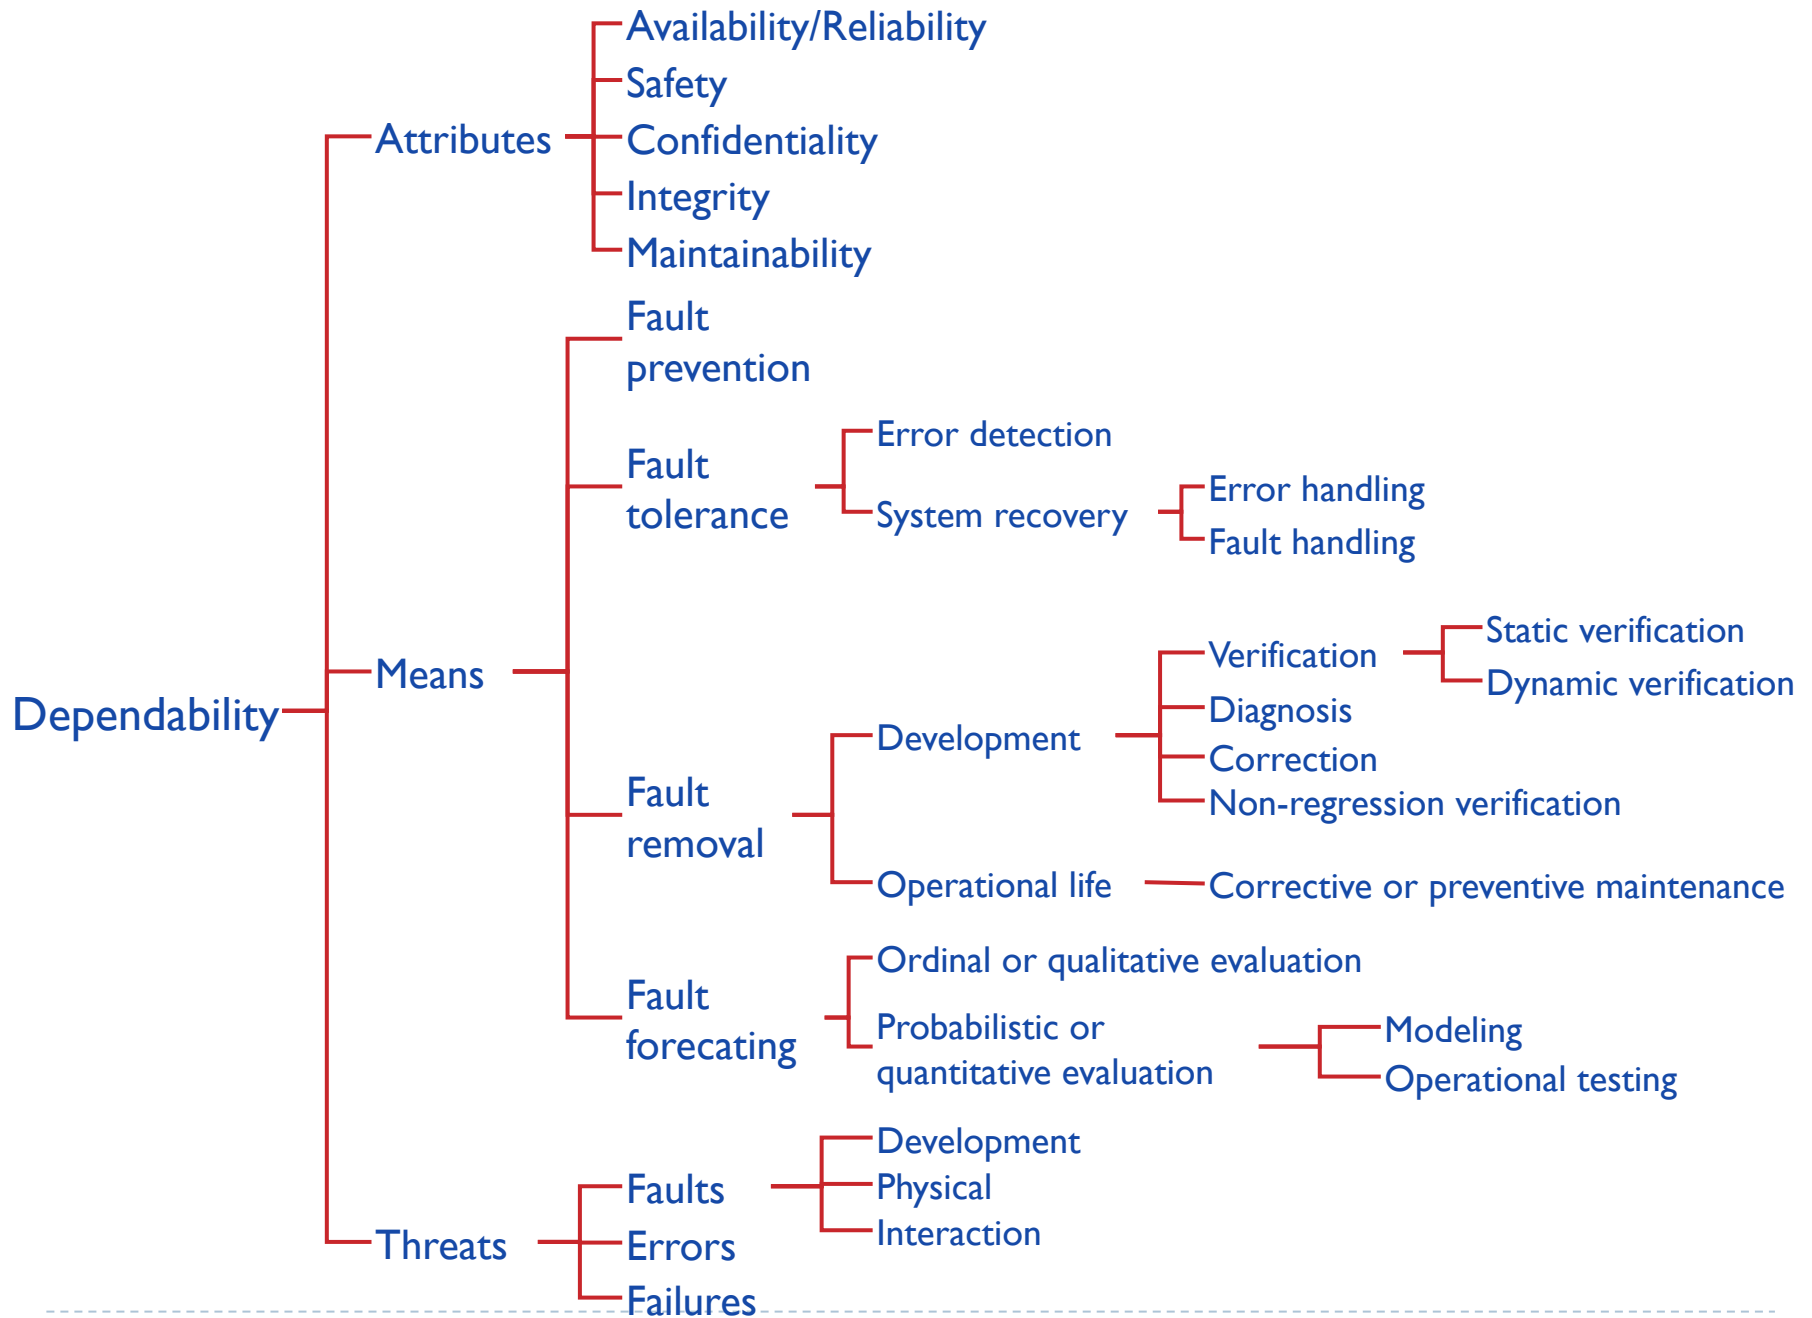 Availability/Reliability
Safety
Attributes
Confidentiality
Integrity
Maintainability
Fault
prevention
Error detection
Fault
tolerance
System recovery
Error handling
Fault handling
Means
Dependability
Static verification
Verification
Dynamic verification
Diagnosis
Development
Correction
Non-regression verification
Fault
removal
Operational life
Corrective or preventive maintenance
Ordinal or qualitative evaluation
Fault
forecating
Probabilistic or
quantitative evaluation
Modeling
Operational testing
Development
Faults
Physical
Interaction
Threats
Errors
Failures